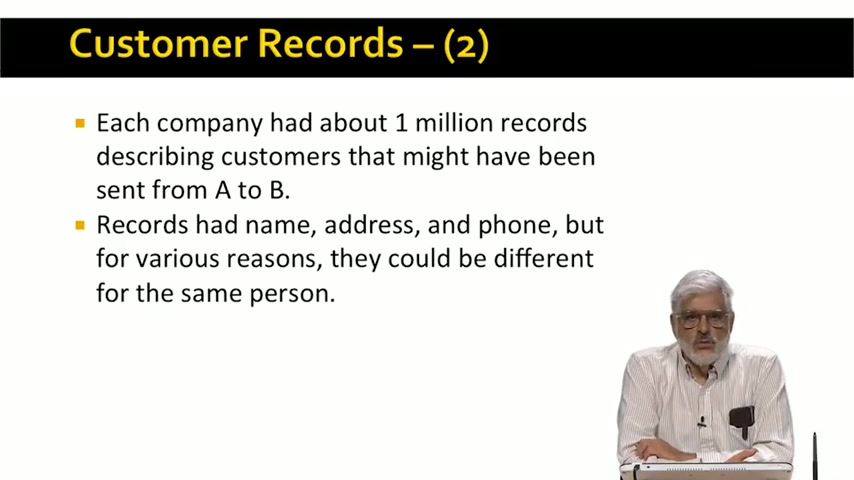 Customer Records – (2)
Each company had about 1 million records
describing customers that might have been
sent from A to B.
Records had name, address, and phone, but
for various reasons, they could be different
for the same person.